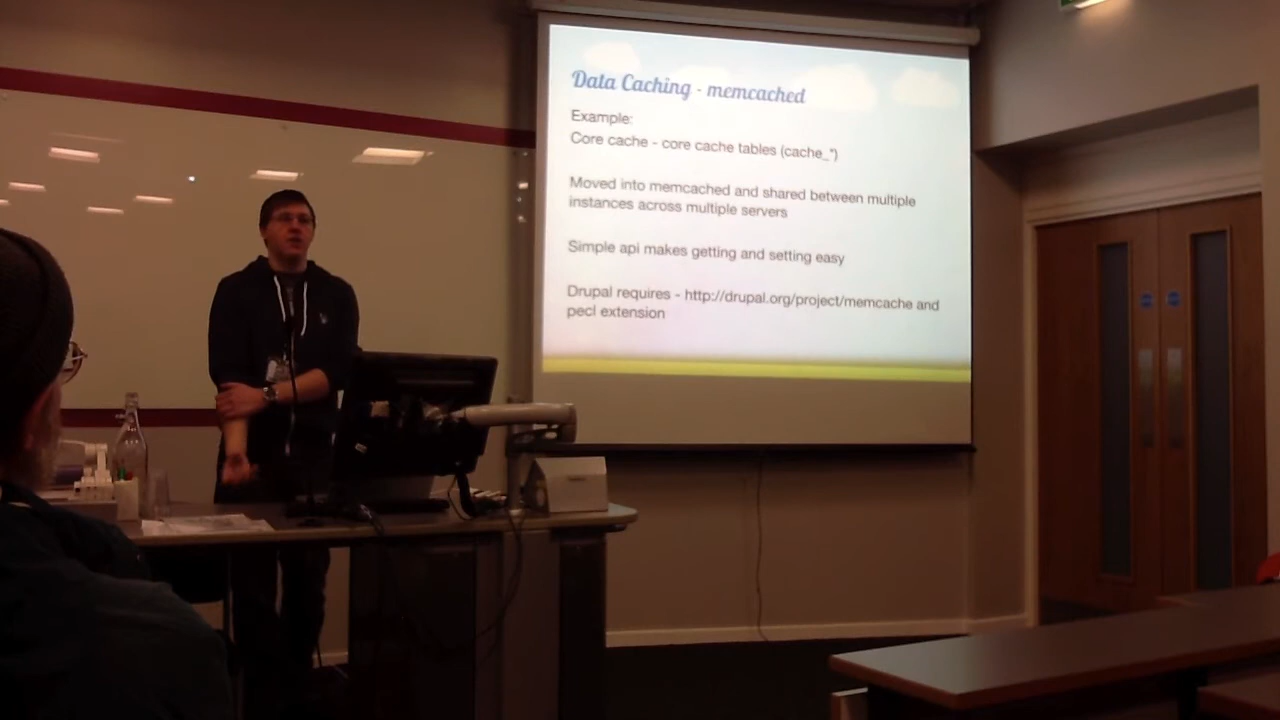 Data Caching - memcached
Example:
Core cache - core cache tables (cache_*)
Moved into memcached and shared between multiple
instances across multiple servers
Simple api makes getting and setting easy
Drupal requires - http://drupal.org/project/memcache and
pecl extension